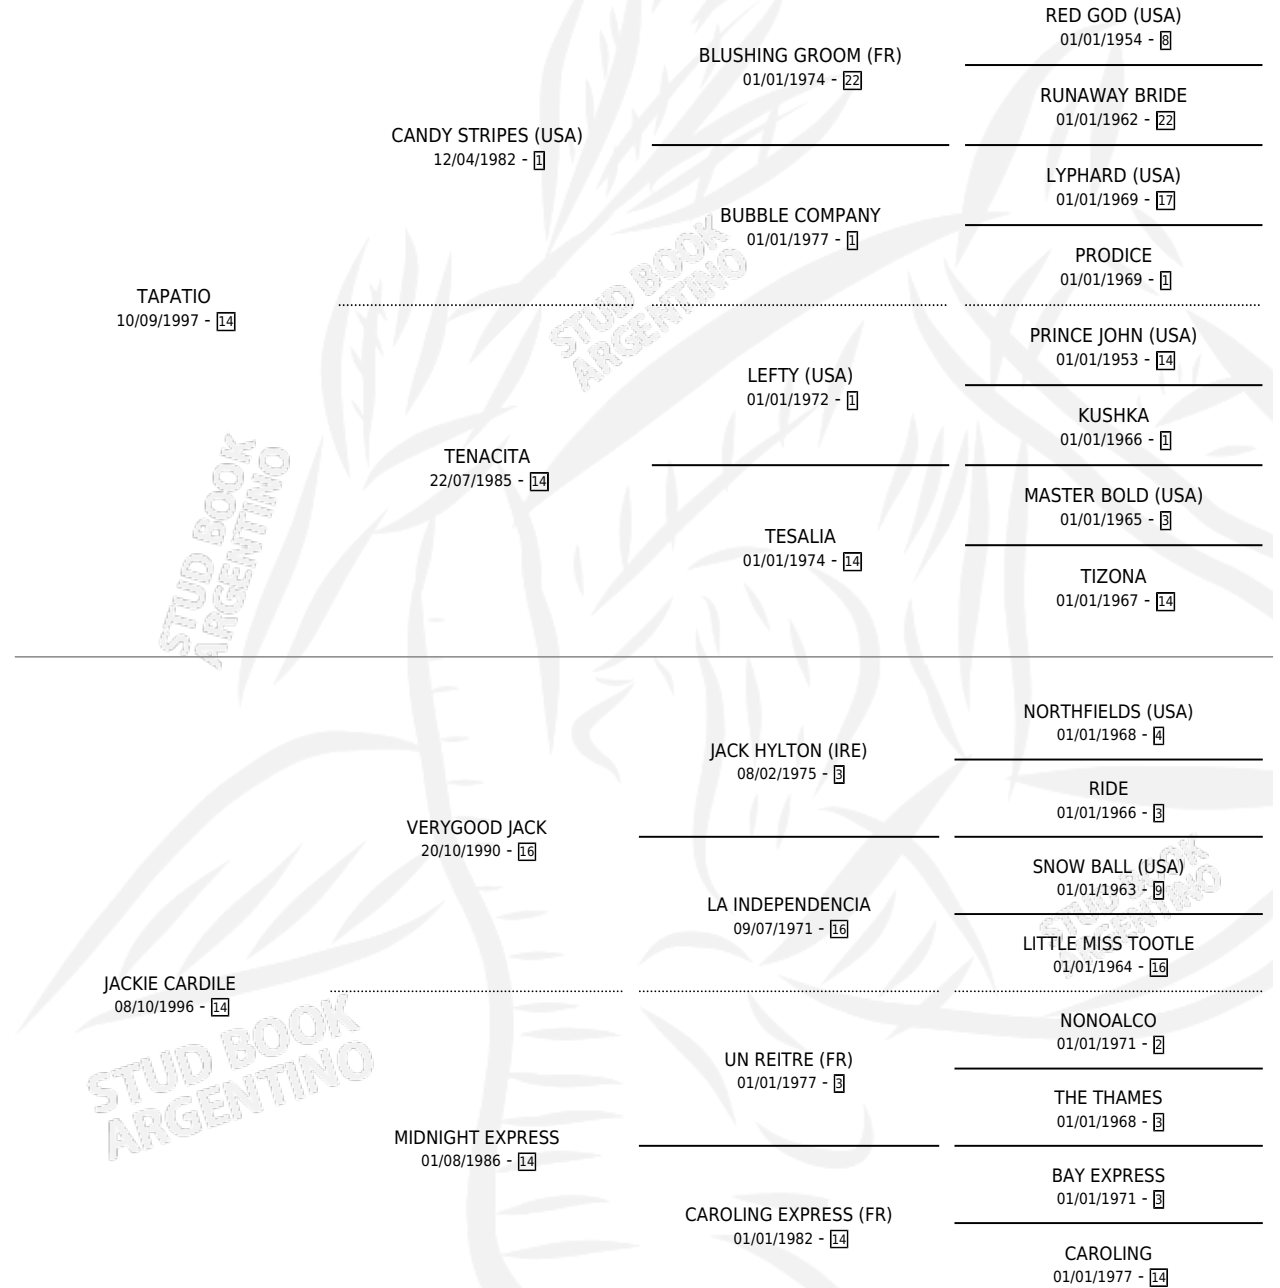 RED GOD (USA)
01/01/1954 - 8
BLUSHING GROOM (FR)
01/01/1974 - 22
RUNAWAY BRIDE
01/01/1962 - 22
CANDY STRIPES (USA)
12/04/1982 - 1
LYPHARD (USA)
01/01/1969 - 17
BUBBLE COMPANY
01/01/1977 - 1
PRODICE
01/01/1969 - 1
TAPATIO
10/09/1997 - 14
STUD BOOK
ARGENTINO
PRINCE JOHN (USA)
01/01/1953 - 14
LEFTY (USA)
01/01/1972 - 1
KUSHKA
01/01/1966 - 1
TENACITA
22/07/1985 - 14
MASTER BOLD (USA)
01/01/1965 - 3
TESALIA
01/01/1974 - 14
TIZONA
01/01/1967 - 14
STUD BOOK
ARGENTINO
NORTHFIELDS (USA)
01/01/1968 - 4
JACK HYLTON (IRE)
08/02/1975 - 3
RIDE
01/01/1966 - 3
VERYGOOD JACK
20/10/1990 - 16
SNOW BALL (USA)
01/01/1963 - 9
LA INDEPENDENCIA
09/07/1971 - 16
LITTLE MISS TOOTLE
01/01/1964 - 16
STUD BOOK
ARGENTINO
JACKIE CARDILE
08/10/1996 - 14
NONOALCO
01/01/1971 - 2
UN REITRE (FR)
01/01/1977 - 3
THE THAMES
01/01/1968 - 3
STUD BOOK
ARGENTINO
MIDNIGHT EXPRESS
01/08/1986 - 14
BAY EXPRESS
01/01/1971 - 3
CAROLING EXPRESS (FR)
01/01/1982 - 14
CAROLING
01/01/1977 - 14